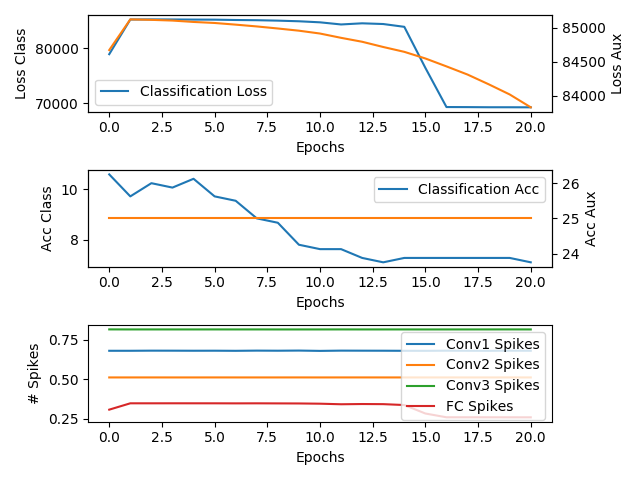 Loss Class
80000
70000
Classification Loss
85000
84500
84000
Loss Aux
0.0 2.5 5.0 7.5 10.0 12.5 15.0 17.5 20.0
Epochs
Acc Class
10
8
Classification Acc
26
25
24
Acc Aux
0.0 2.5 5.0 7.5 10.0 12.5 15.0 17.5 20.0
Epochs
# Spikes
0.75
0.50
0.25
Conv1 Spikes
Conv2 Spikes
Conv3 Spikes
FC Spikes
0.0 2.5 5.0 7.5 10.0 12.5 15.0 17.5 20.0
Epochs